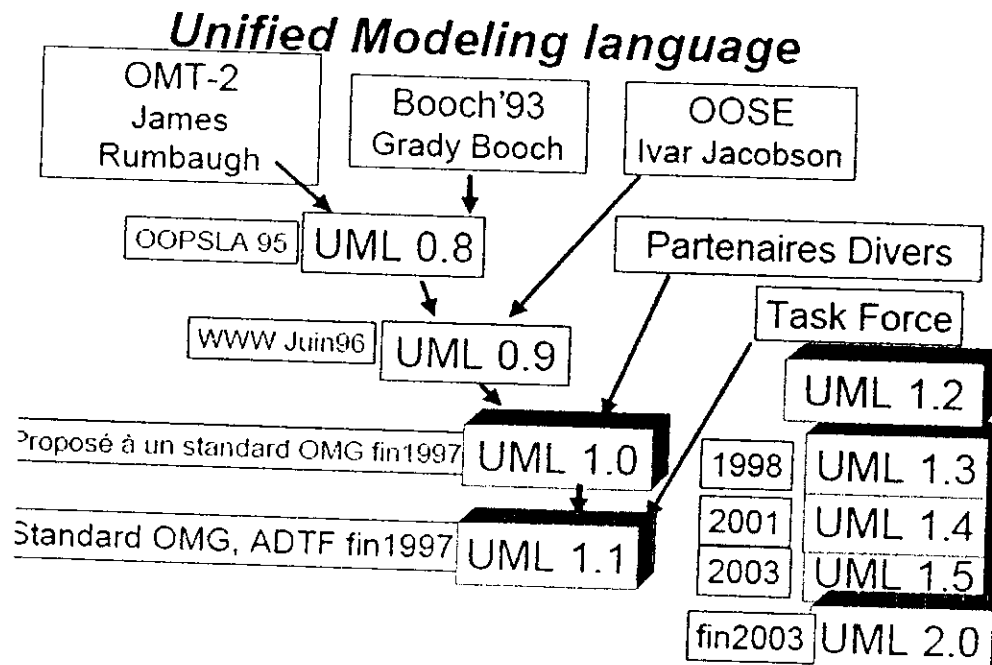 Unified Modeling language
OMT-2
James
Rumbaugh
Booch'93
Grady Booch
OOSE
Ivar Jacobson
OOPSLA 95
UML 0.8
Partenaires Divers
WWW Juin96
UML 0.9
Task Force
UML 1.2
Proposé à un standard OMG fin1997
UML 1.0
1998
UML 1.3
Standard OMG, ADTF fin1997
UML 1.1
2001
UML 1.4
2003
UML 1.5
fin2003
UML 2.0